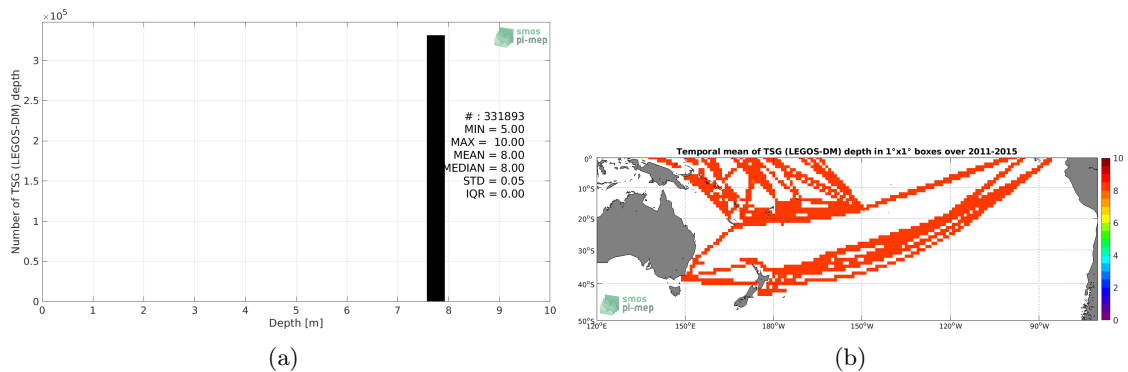 ×10⁵
Number of TSG (LEGOS-DM) depth
3.5
3
2.5
2
1.5
1
0.5
0
0 1 2 3 4 5 6 7 8 9 10
Depth [m]
smos
pi-mep
# : 331893
MIN = 5.00
MAX = 10.00
MEAN = 8.00
MEDIAN = 8.00
STD = 0.05
IQR = 0.00
(a)
Temporal mean of TSG (LEGOS-DM) depth in 1°x1° boxes over 2011-2015
0°
10°S
20°S
30°S
40°S
50°S
120°E 150°E 180°W 150°W 120°W 90°W
smos
pi-mep
10
8
6
4
2
0
(b)